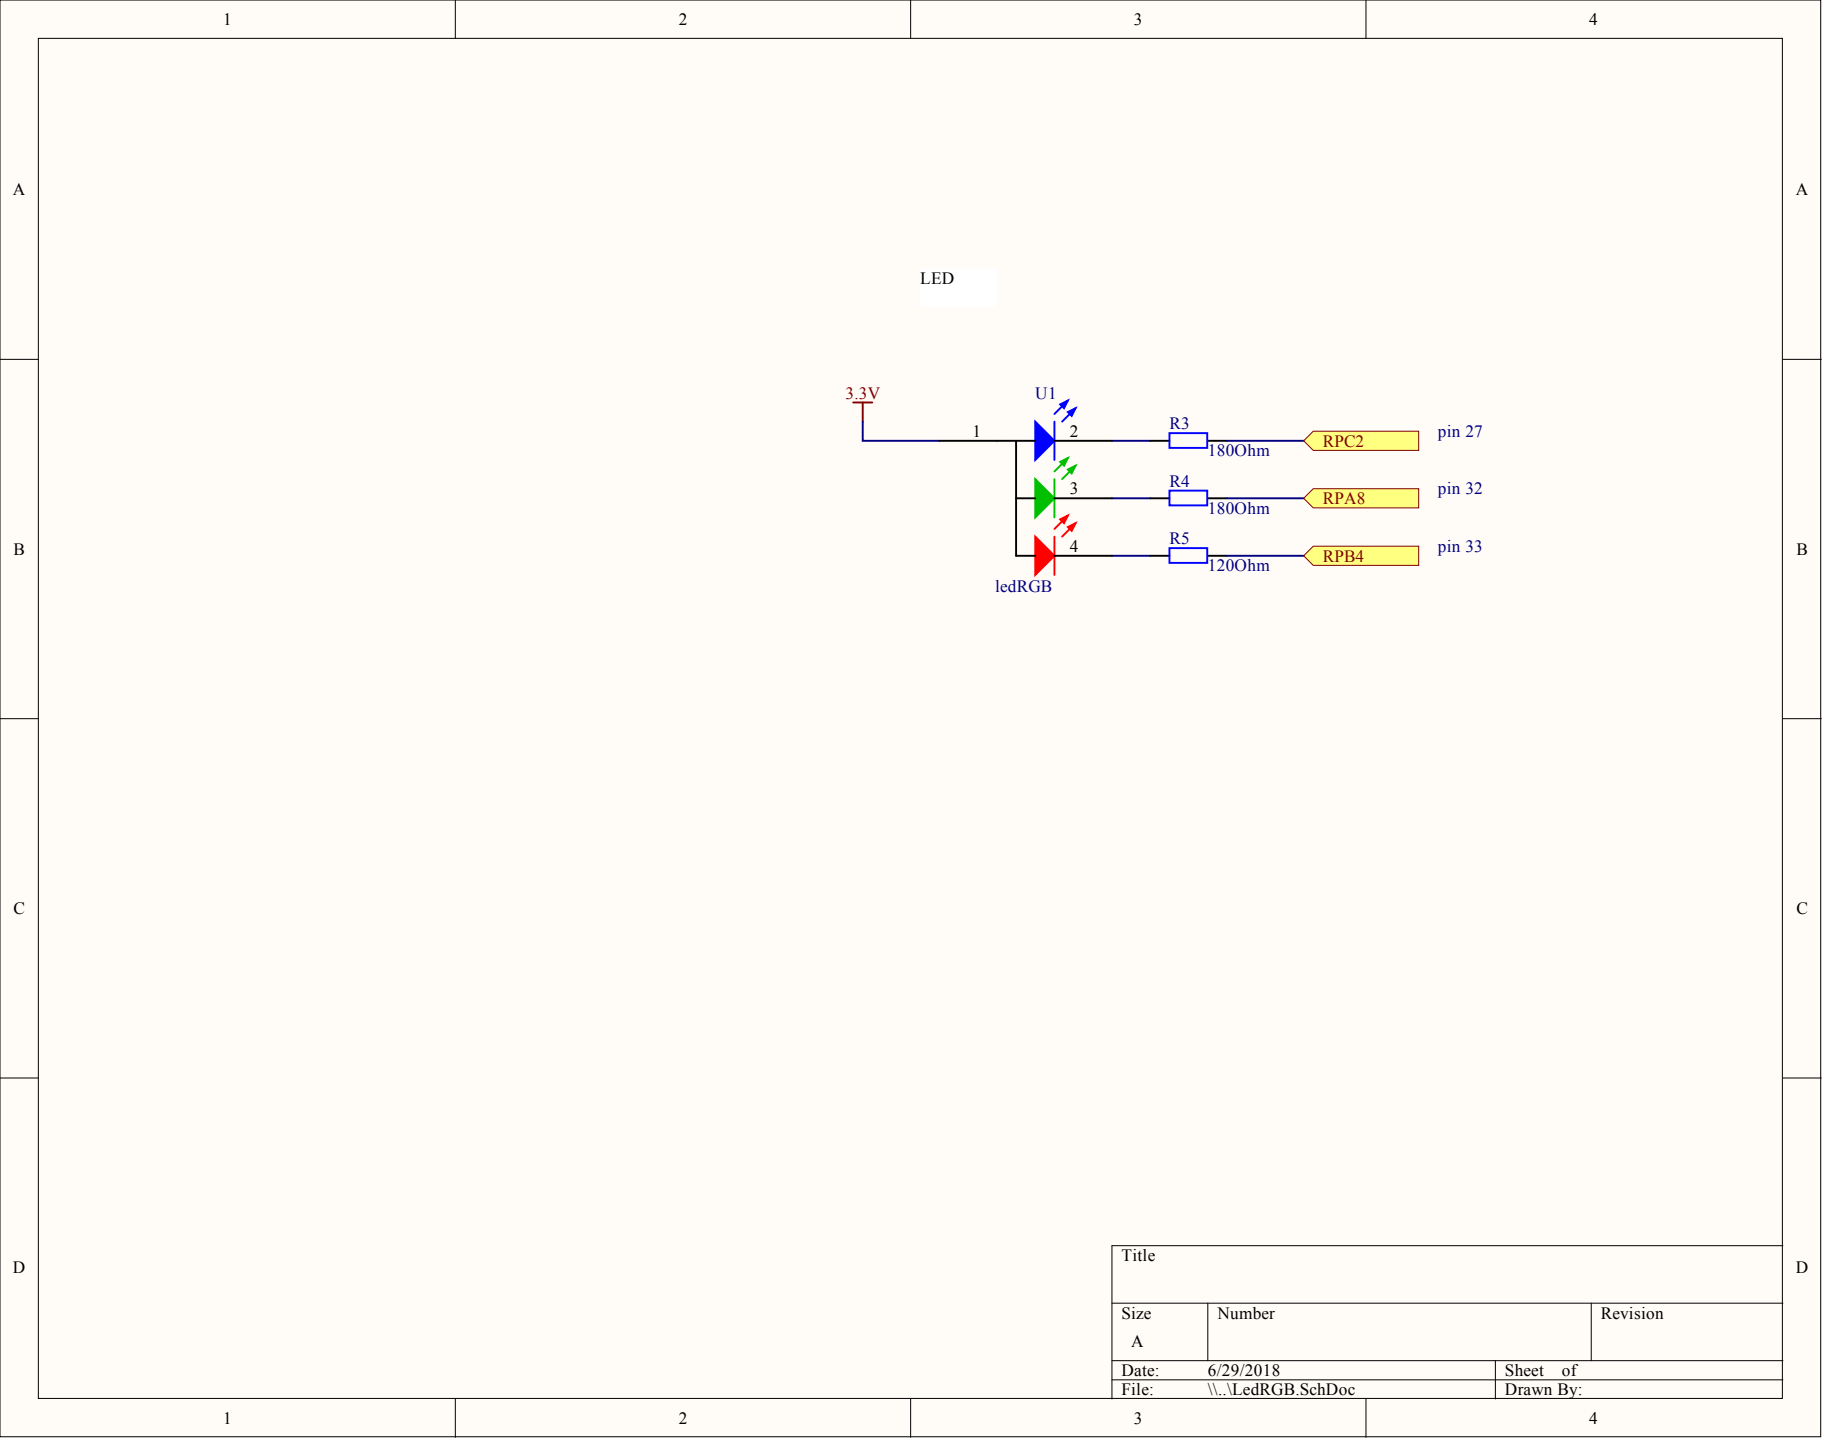 1 2 3 4
A A
LED
3.3V U1
1 2 R3 180Ohm RPC2 pin 27
3 R4 180Ohm RPA8 pin 32
B 4 R5 120Ohm RPB4 pin 33 B
ledRGB
C C
Title
D D
Size Number Revision
A
Date: 6/29/2018 Sheet of
File: \\..\LedRGB.SchDoc Drawn By:
1 2 3 4